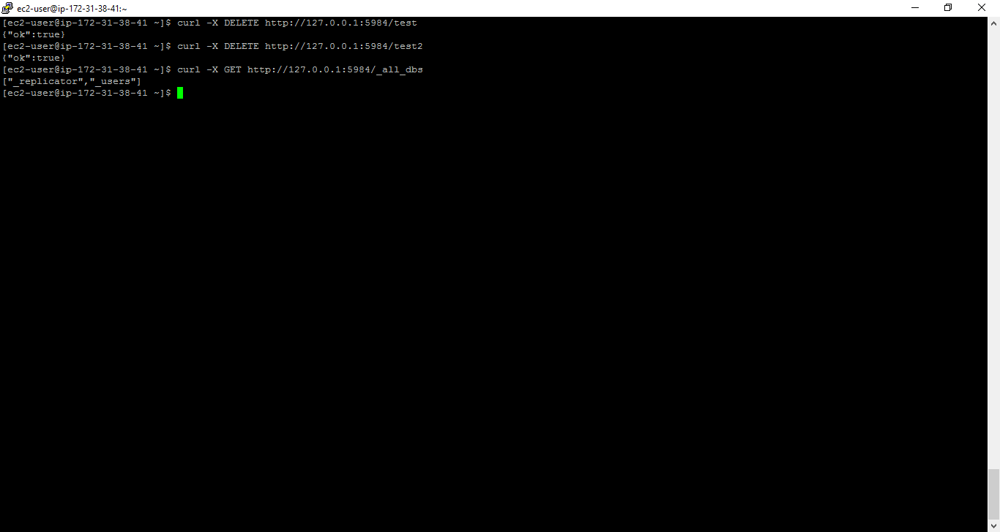 ec2-user@ip-172-31-38-41:~
[ec2-user@ip-172-31-38-41 ~]$ curl -X DELETE http://127.0.0.1:5984/test
{"ok":true}
[ec2-user@ip-172-31-38-41 ~]$ curl -X DELETE http://127.0.0.1:5984/test2
{"ok":true}
[ec2-user@ip-172-31-38-41 ~]$ curl -X GET http://127.0.0.1:5984/_all_dbs
["_replicator","_users"]
[ec2-user@ip-172-31-38-41 ~]$